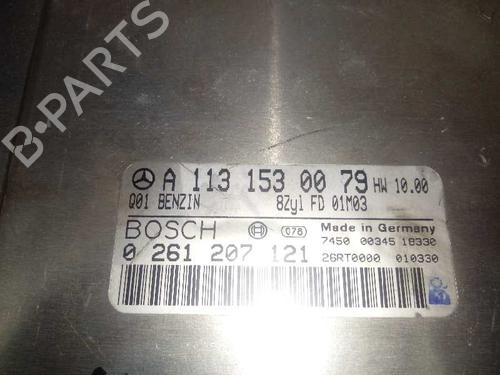 A 113 153 00 79 HW 10.00
Q01 BENZIN 8Zyl FD 01M03
BOSCH 078 Made in Germany
7450 00345 18330
0 261 207 121 26RT0000 010330
B-PARTS